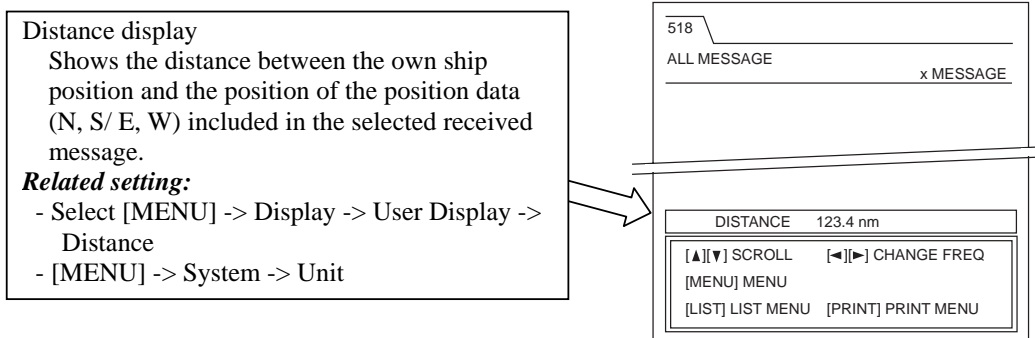 Distance display
Shows the distance between the own ship
position and the position of the position data
(N, S/ E, W) included in the selected received
message.
Related setting:
- Select [MENU] -> Display -> User Display ->
Distance
- [MENU] -> System -> Unit
518
ALL MESSAGE
x MESSAGE
DISTANCE 123.4 nm
[▲][▼] SCROLL [◄][►] CHANGE FREQ
[MENU] MENU
[LIST] LIST MENU [PRINT] PRINT MENU